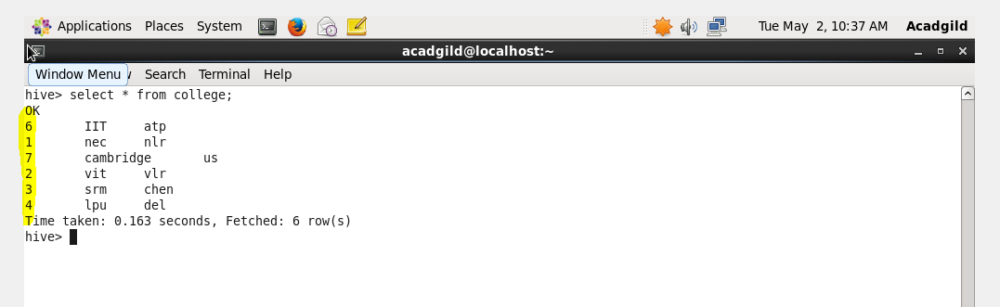 Applications Places System Tue May 2, 10:37 AM Acadgild
acadgild@localhost:~
Window Menu Search Terminal Help
hive> select * from college;
OK
6 IIT atp
1 nec nlr
7 cambridge us
2 vit vlr
3 srm chen
4 lpu del
Time taken: 0.163 seconds, Fetched: 6 row(s)
hive>